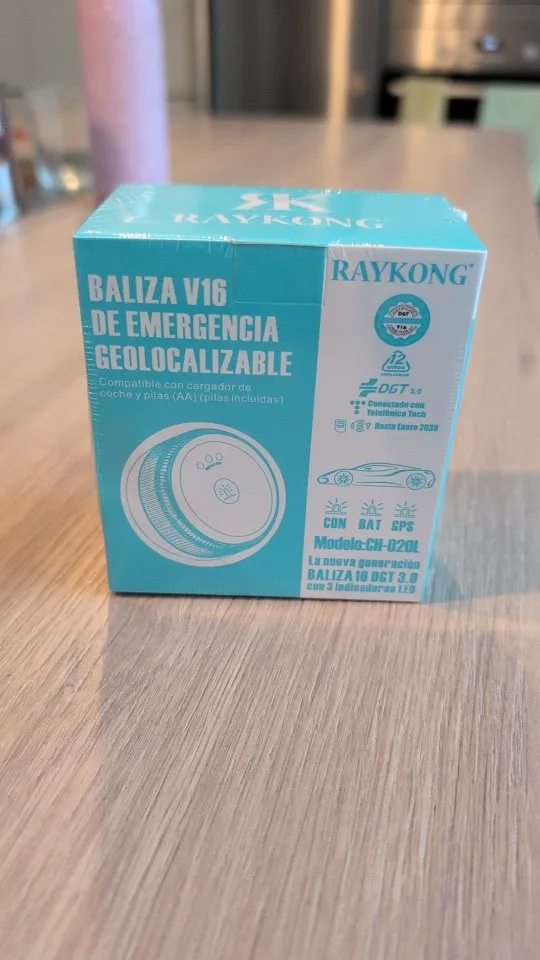 RK
RAYKONG
BALIZA V16
DE EMERGENCIA
GEOLOCALIZABLE
Compatible con cargador de
coche y pilas (AA) (pilas incluidas)
RAYKONG®
DGT
V16
12
años
DGT 3.0
Conectado con
Telefónica Tech
Hasta Enero 2038
CON BAT GPS
Modelo:CH-020L
La nueva generación
BALIZA 16 DGT 3.0
con 3 indicadores LED